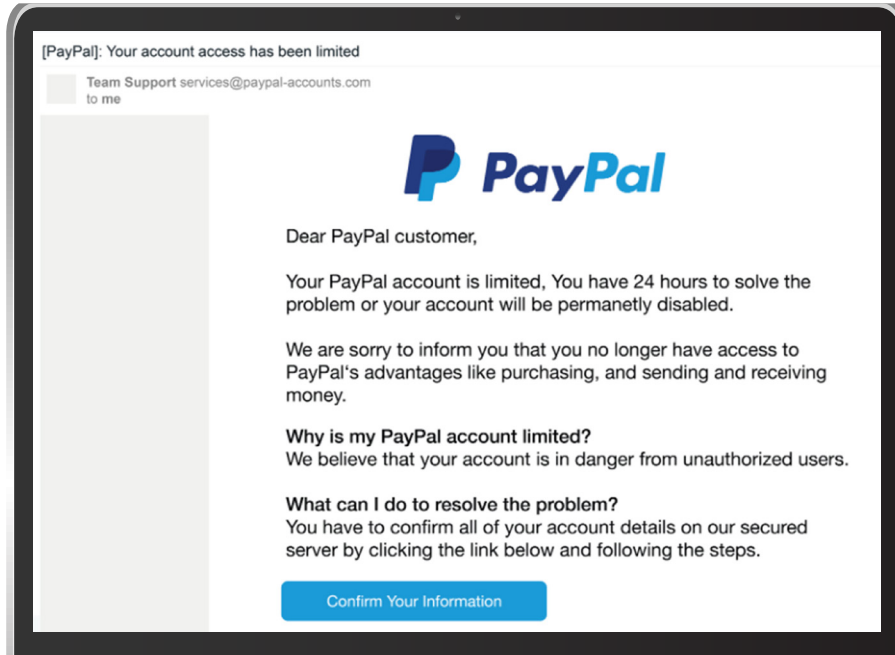 [PayPal]: Your account access has been limited
Team Support services@paypal-accounts.com
to me
PayPal
Dear PayPal customer,
Your PayPal account is limited, You have 24 hours to solve the
problem or your account will be permanetly disabled.
We are sorry to inform you that you no longer have access to
PayPal's advantages like purchasing, and sending and receiving
money.
Why is my PayPal account limited?
We believe that your account is in danger from unauthorized users.
What can I do to resolve the problem?
You have to confirm all of your account details on our secured
server by clicking the link below and following the steps.
Confirm Your Information